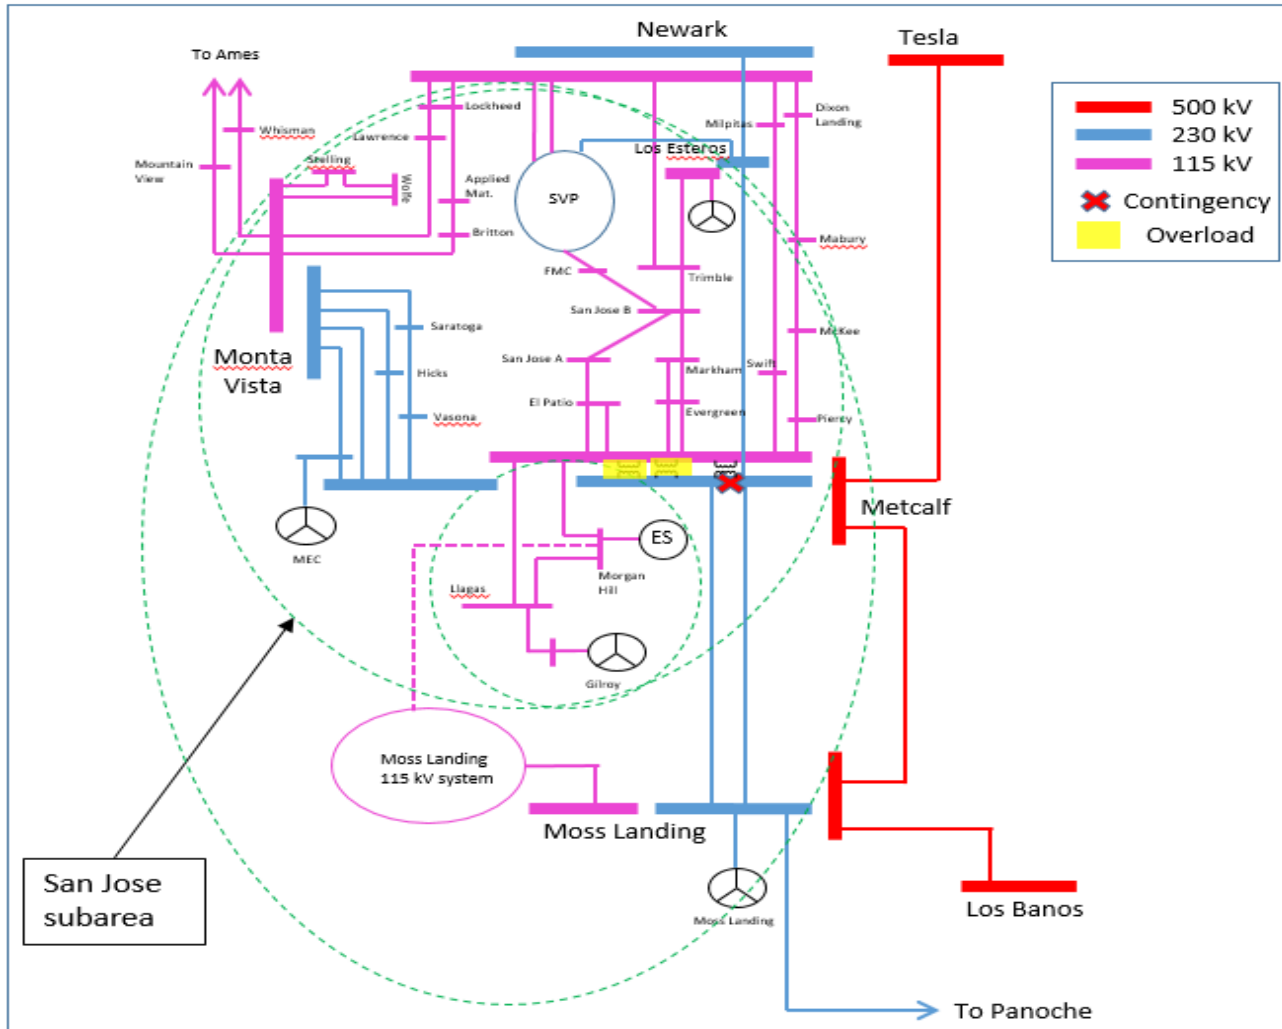 Newark
Tesla
To Ames
500 kV
230 kV
115 kV
Contingency
Overload
Lockheed
Dixon
Landing
Milpitas
Whisman
Lawrence
Los Esteros
Mountain
View
Stelling
Wolfe
Applied
Mat.
SVP
Britton
Mabury
FMC
Trimble
San Jose B
Saratoga
McKee
Monta
Vista
San Jose A
Markham
Swift
Hicks
El Patio
Evergreen
Vasona
Piercy
Metcalf
MEC
ES
Morgan
Hill
Llagas
Gilroy
Moss Landing
115 kV system
Moss Landing
San Jose
subarea
Los Banos
Moss Landing
To Panoche